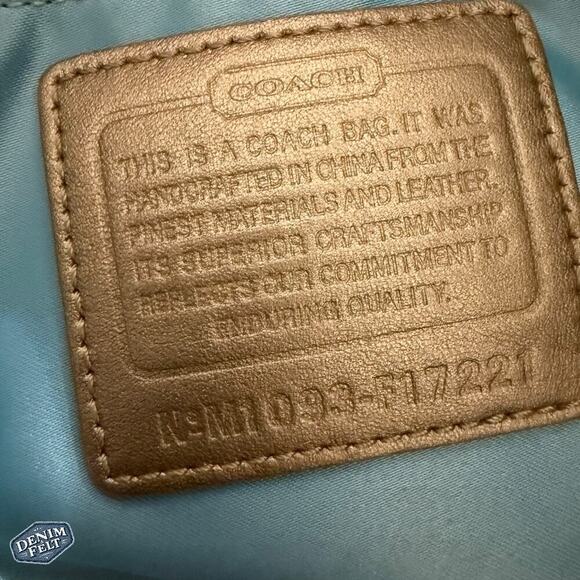 COACH
THIS IS A COACH BAG. IT WAS
HANDCRAFTED IN CHINA FROM THE
FINEST MATERIALS AND LEATHER.
ITS SUPERIOR CRAFTSMANSHIP
REFLECTS OUR COMMITMENT TO
ENDURING QUALITY.
No M1093-F17221
DENIM
FELT